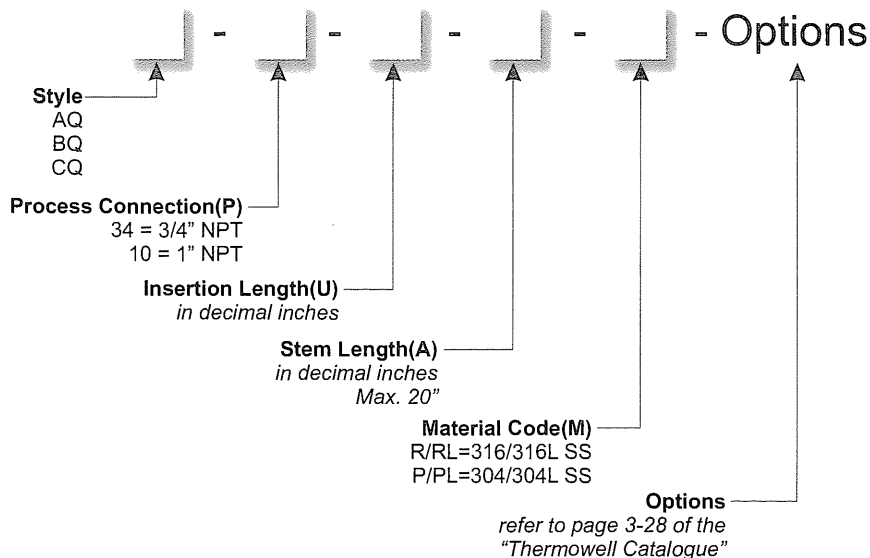 - - - - - Options
Style
AQ
BQ
CQ
Process Connection(P)
34 = 3/4” NPT
10 = 1” NPT
Insertion Length(U)
in decimal inches
Stem Length(A)
in decimal inches
Max. 20”
Material Code(M)
R/RL=316/316L SS
P/PL=304/304L SS
Options
refer to page 3-28 of the
“Thermowell Catalogue”